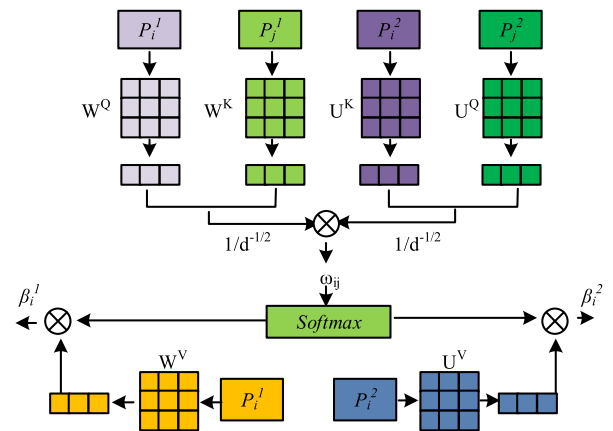 P_i^1 P_j^1 P_i^2 P_j^2
W^Q W^K U^K U^Q
1/d^-1/2 1/d^-1/2
ω_ij
β_i^1 Softmax β_i^2
W^V U^V
P_i^1 P_i^2